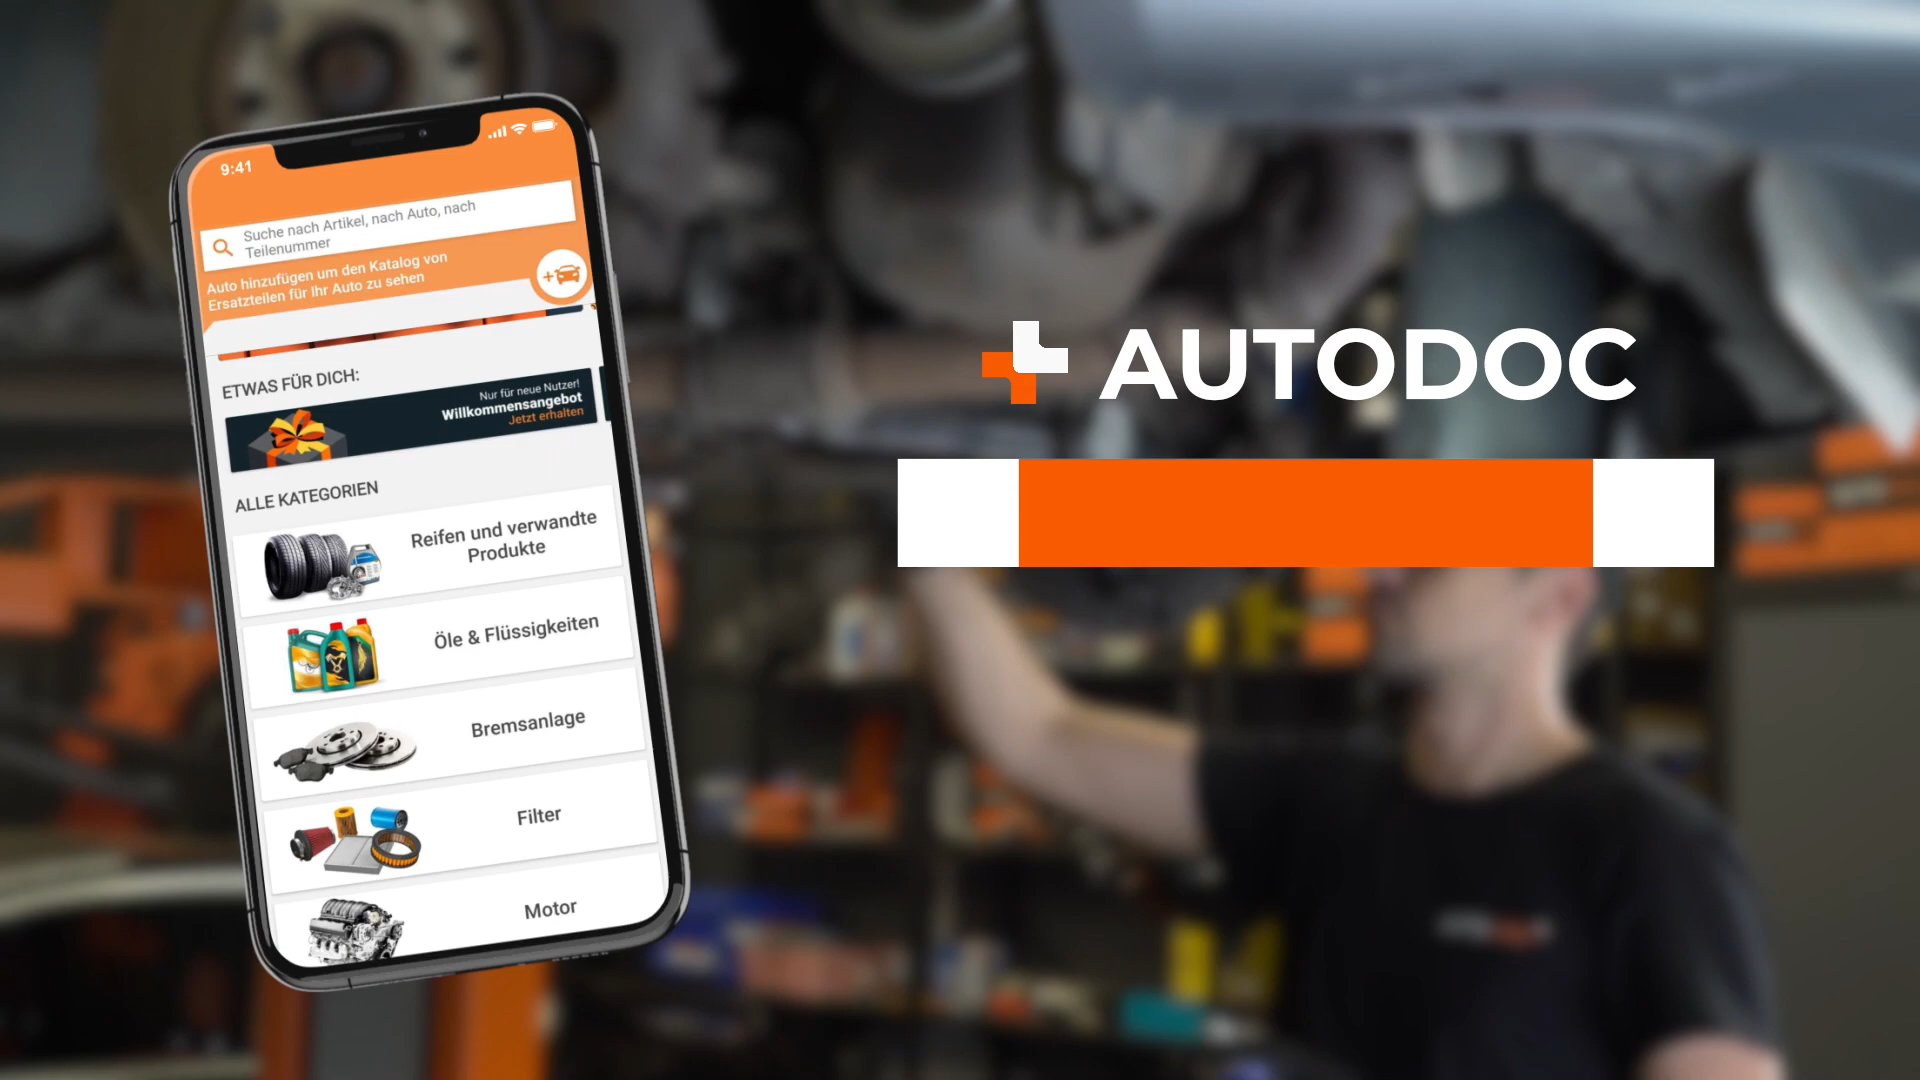 9:41
Suche nach Artikel, nach Auto, nach
Teilenummer
Auto hinzufügen um den Katalog von
Ersatzteilen für Ihr Auto zu sehen
ETWAS FÜR DICH:
Nur für neue Nutzer!
Willkommensangebot
Jetzt erhalten
ALLE KATEGORIEN
Reifen und verwandte
Produkte
Öle & Flüssigkeiten
Bremsanlage
Filter
Motor
AUTODOC